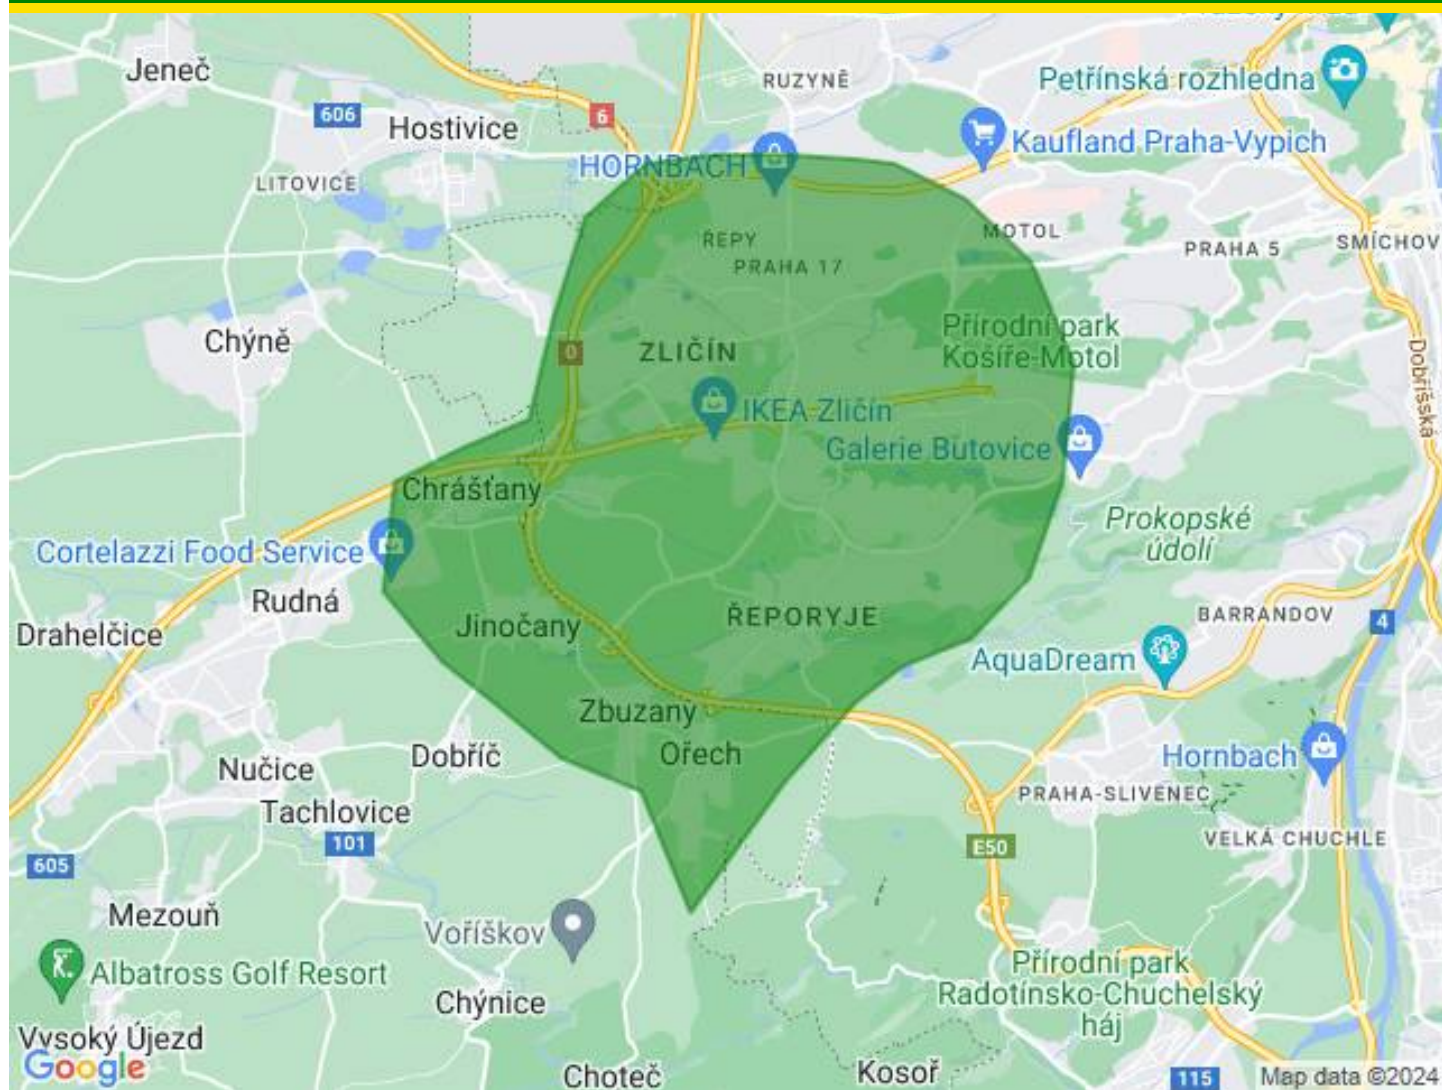 Jeneč
RUZYNĚ
Petřínská rozhledna
606
6
Hostivice
Kaufland Praha-Vypich
HORNBACH
LITOVICE
ŘEPY
MOTOL
PRAHA 5
SMÍCHOV
PRAHA 17
Chýně
0
ZLIČÍN
Přírodní park
Košíře-Motol
Dobříšská
IKEA Zličín
Galerie Butovice
Chrášťany
Prokopské
údolí
Cortelazzi Food Service
Rudná
Drahelčice
Jinočany
ŘEPORYJE
BARRANDOV
4
AquaDream
Zbuzany
Ořech
Dobříč
Nučice
Hornbach
PRAHA-SLIVENEC
Tachlovice
101
E50
VELKÁ CHUCHLE
605
Mezouň
Voříškov
Albatross Golf Resort
Přírodní park
Radotínsko-Chuchelský
háj
Chýnice
Vysoký Újezd
Google
Choteč
Kosoř
115
Map data ©2024